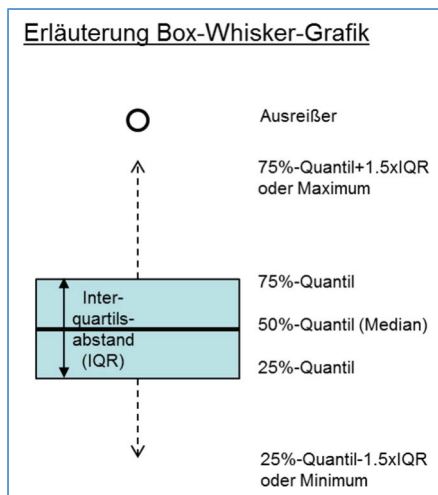 Erläuterung Box-Whisker-Grafik
Ausreißer
75%-Quantil+1.5xIQR
oder Maximum
75%-Quantil
Inter-
quartils-
abstand
(IQR)
50%-Quantil (Median)
25%-Quantil
25%-Quantil-1.5xIQR
oder Minimum